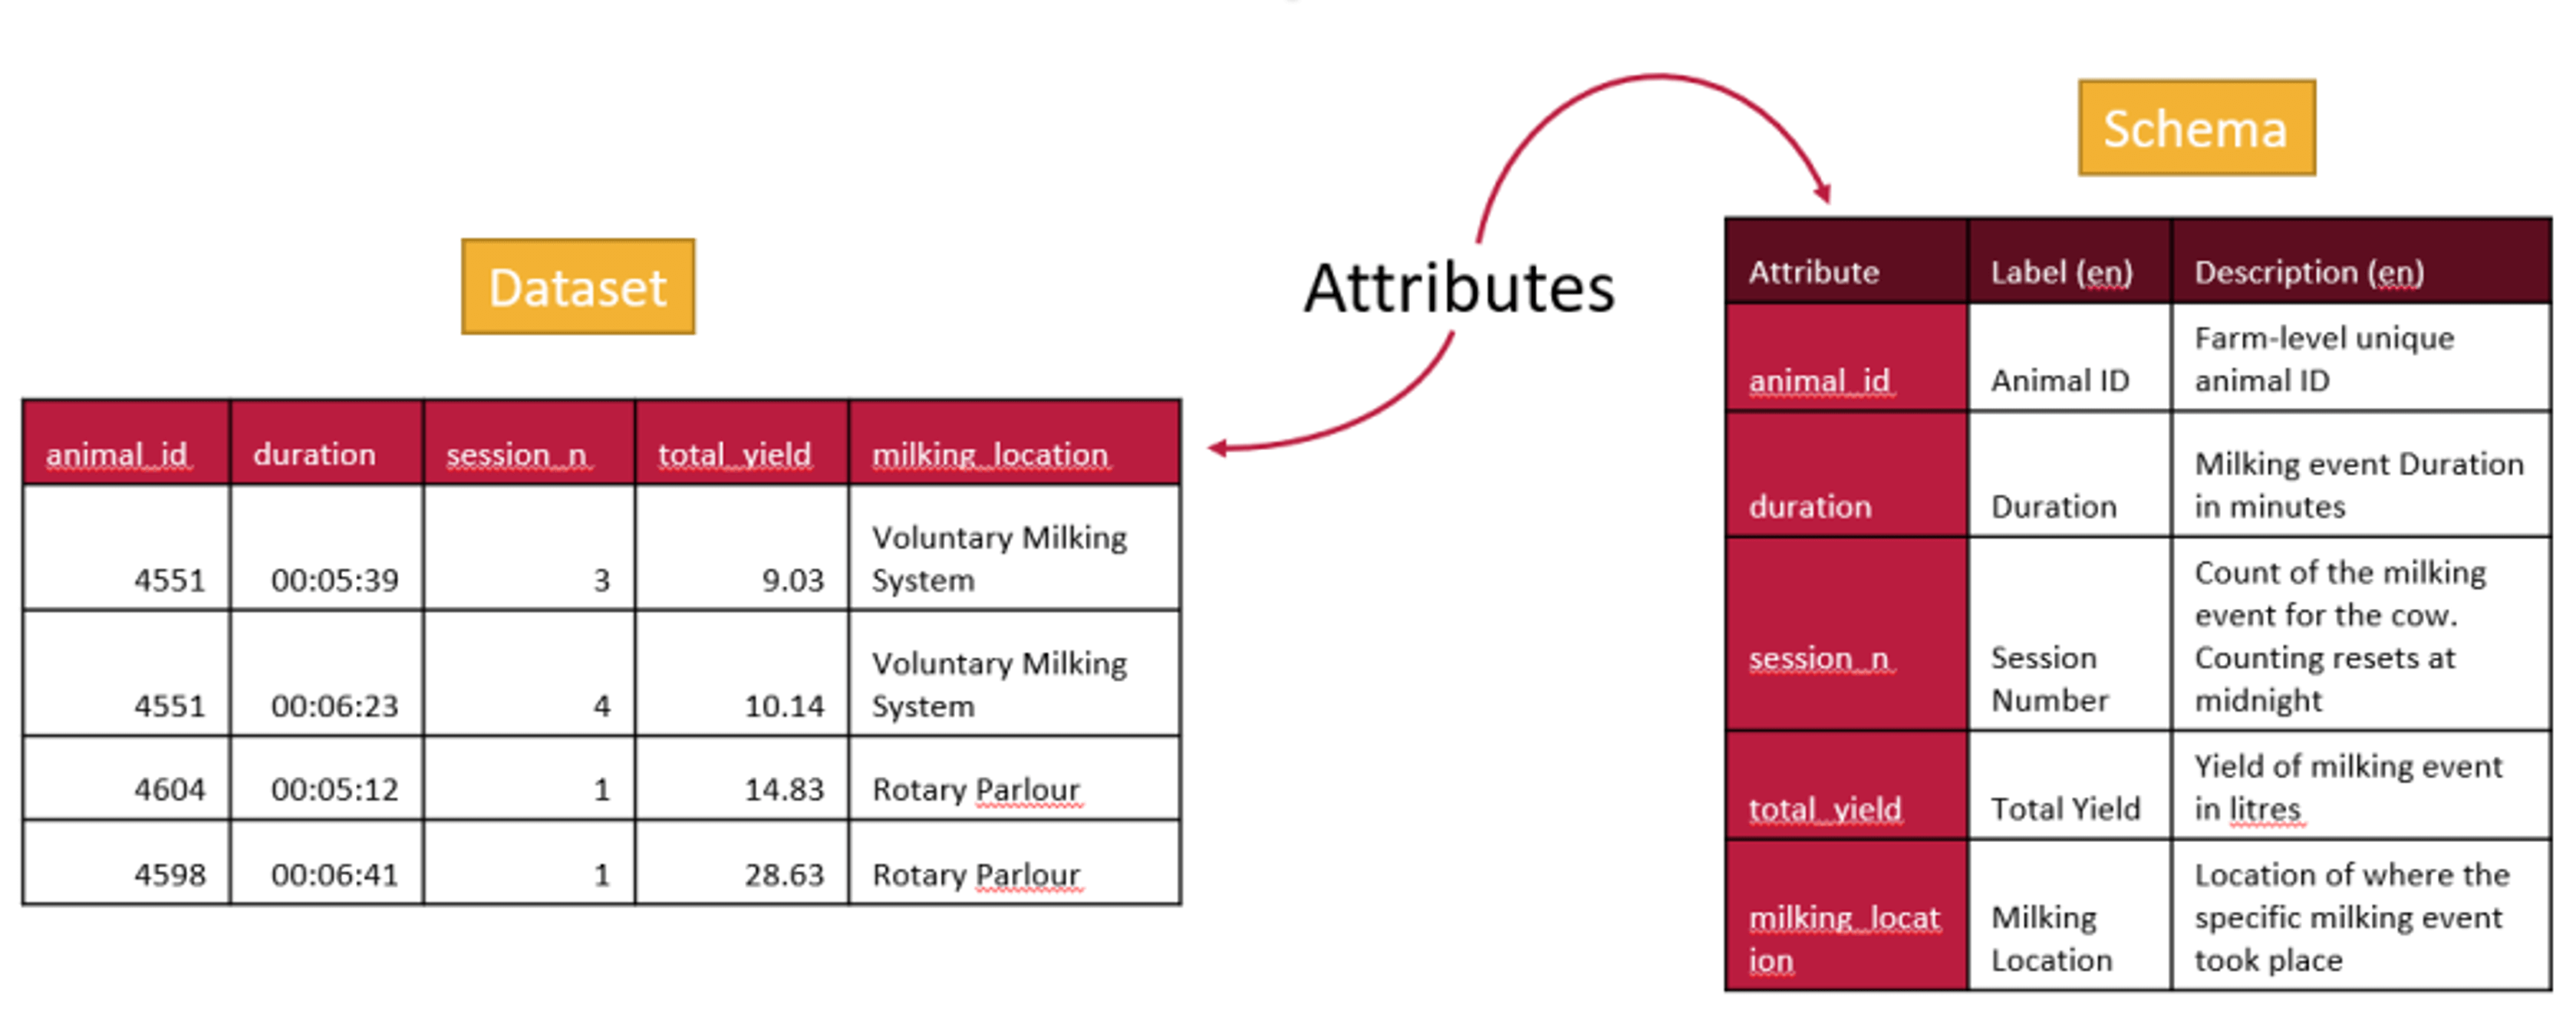 Schema
Dataset
Attributes
animal_id duration session_n total_yield milking_location
Voluntary Milking
4551 00:05:39 3 9.03 System
Voluntary Milking
4551 00:06:23 4 10.14 System
4604 00:05:12 1 14.83 Rotary Parlour
4598 00:06:41 1 28.63 Rotary Parlour
Attribute Label (en) Description (en)
Farm-level unique
animal_id Animal ID animal ID
Milking event Duration
duration Duration in minutes
Count of the milking
event for the cow.
session_n Session Counting resets at
Number midnight
Yield of milking event
total_yield Total Yield in litres
Location of where the
milking_locat Milking specific milking event
ion Location took place